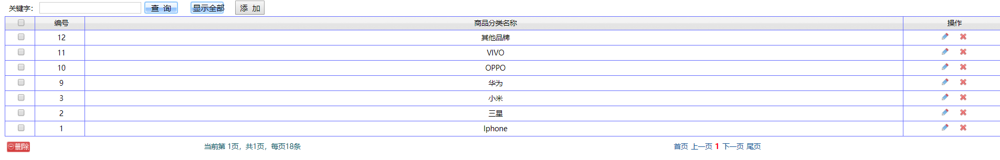 关键字: 查 询 显示全部 添 加
编号 商品分类名称 操作
12 其他品牌
11 VIVO
10 OPPO
9 华为
3 小米
2 三星
1 Iphone
删除 当前第 1页，共1页，每页18条 首页 上一页 1 下一页 尾页